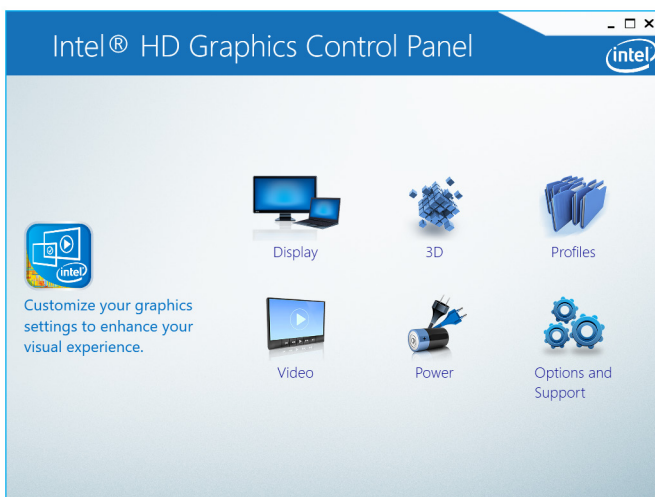 Intel® HD Graphics Control Panel
intel
Display
3D
Profiles
intel
Customize your graphics
settings to enhance your
visual experience.
Video
Power
Options and
Support